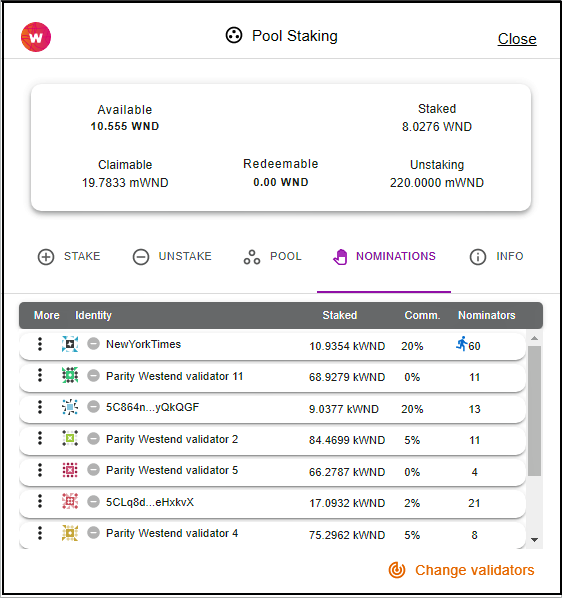 W
Pool Staking
Close
Available
10.555 WND
Staked
8.0276 WND
Claimable
19.7833 mWND
Redeemable
0.00 WND
Unstaking
220.0000 mWND
STAKE UNSTAKE POOL NOMINATIONS INFO
More Identity Staked Comm. Nominators
NewYorkTimes 10.9354 kWND 20% 60
Parity Westend validator 11 68.9279 kWND 0% 11
5C864n...yQkQGF 9.0377 kWND 20% 13
Parity Westend validator 2 84.4699 kWND 5% 11
Parity Westend validator 5 66.2787 kWND 0% 4
5CLq8d...eHxkvX 17.0932 kWND 2% 21
Parity Westend validator 4 75.2962 kWND 5% 8
Change validators